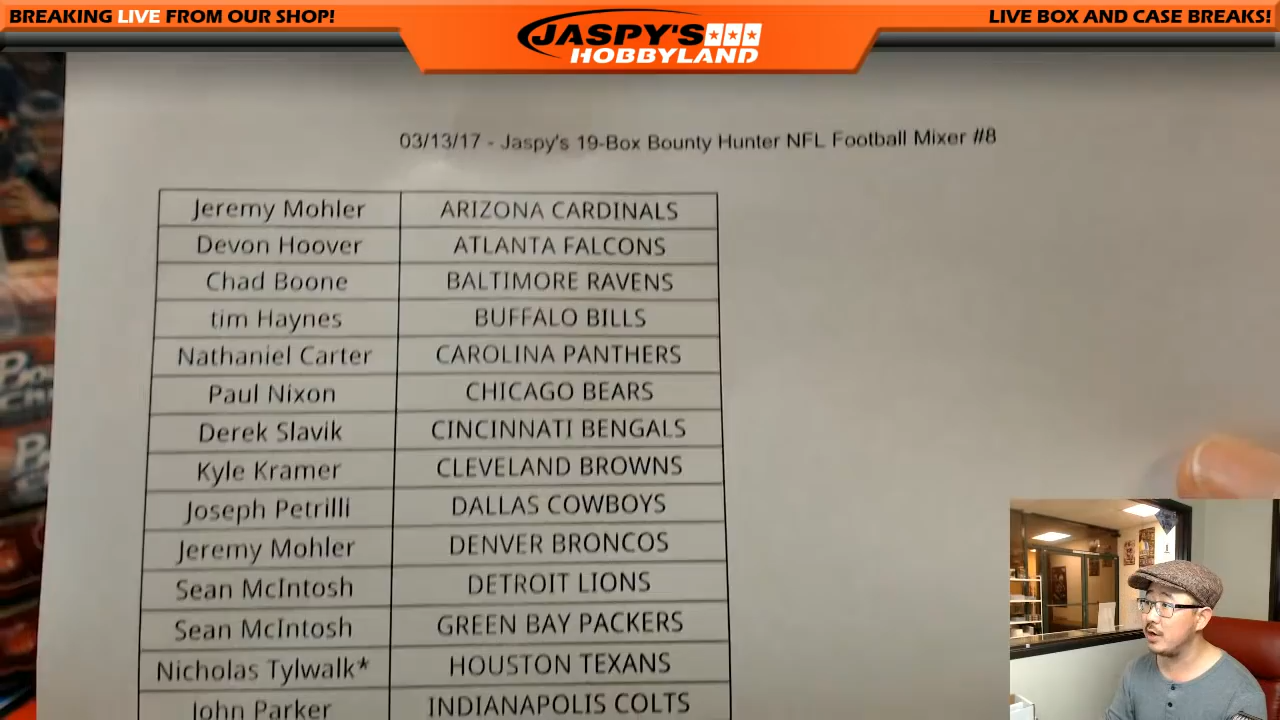 BREAKING LIVE FROM OUR SHOP!
JASPY'S
HOBBYLAND
LIVE BOX AND CASE BREAKS!
03/13/17 - Jaspy's 19-Box Bounty Hunter NFL Football Mixer #8
Jeremy Mohler ARIZONA CARDINALS
Devon Hoover ATLANTA FALCONS
Chad Boone BALTIMORE RAVENS
tim Haynes BUFFALO BILLS
Nathaniel Carter CAROLINA PANTHERS
Paul Nixon CHICAGO BEARS
Derek Slavik CINCINNATI BENGALS
Kyle Kramer CLEVELAND BROWNS
Joseph Petrilli DALLAS COWBOYS
Jeremy Mohler DENVER BRONCOS
Sean McIntosh DETROIT LIONS
Sean McIntosh GREEN BAY PACKERS
Nicholas Tylwalk* HOUSTON TEXANS
John Parker INDIANAPOLIS COLTS